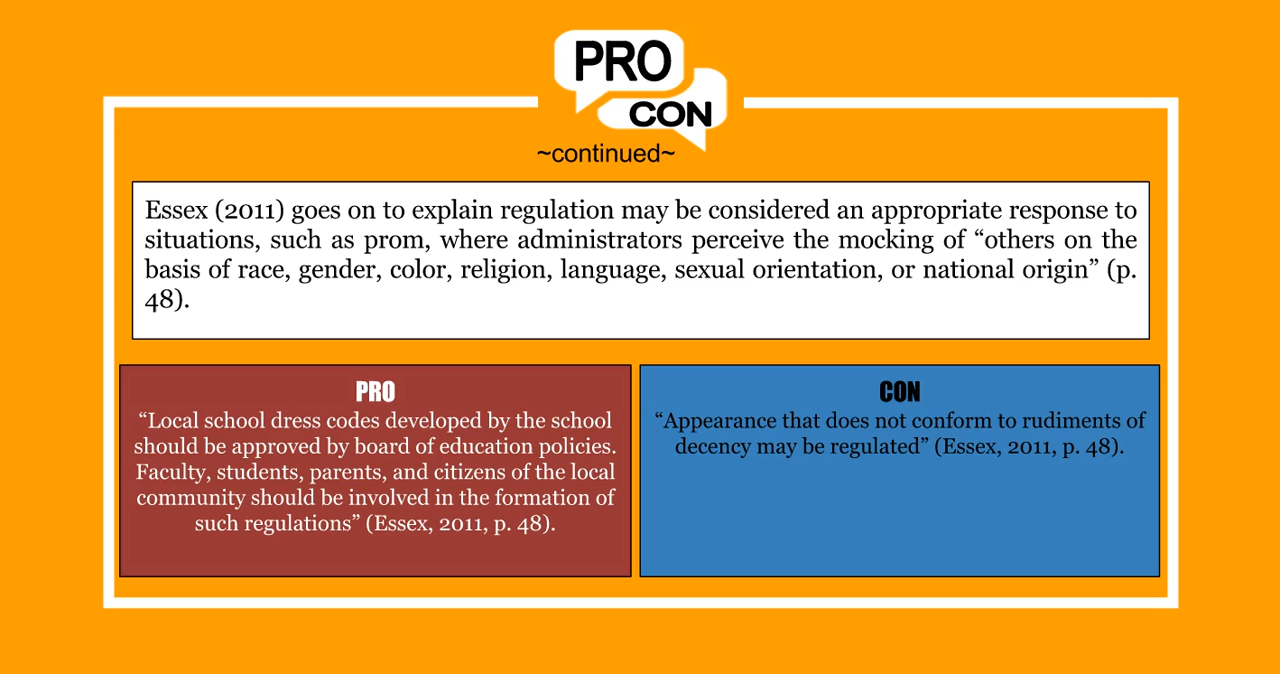 PRO
CON
~continued~
Essex (2011) goes on to explain regulation may be considered an appropriate response to
situations, such as prom, where administrators perceive the mocking of “others on the
basis of race, gender, color, religion, language, sexual orientation, or national origin” (p.
48).
PRO
“Local school dress codes developed by the school
should be approved by board of education policies.
Faculty, students, parents, and citizens of the local
community should be involved in the formation of
such regulations” (Essex, 2011, p. 48).
CON
“Appearance that does not conform to rudiments of
decency may be regulated” (Essex, 2011, p. 48).